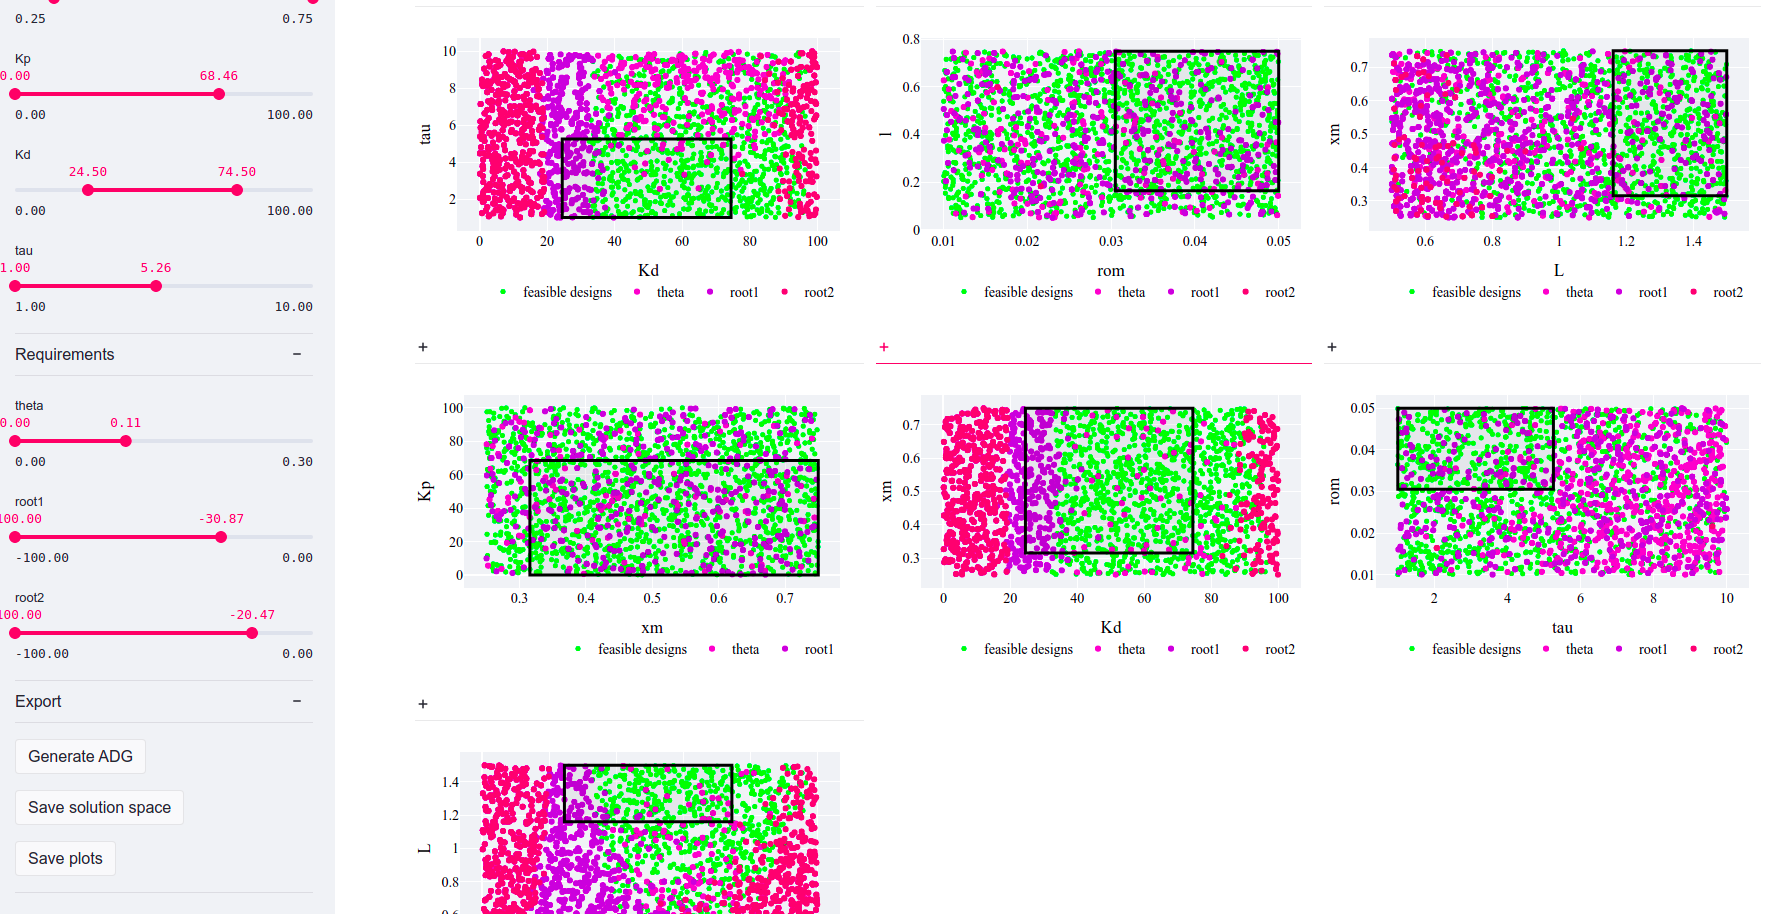 0.25 0.75
Kp
0.00 68.46
0.00 100.00
Kd
24.50 74.50
0.00 100.00
tau
1.00 5.26
1.00 10.00
Requirements −
theta
0.00 0.11
0.00 0.30
root1
100.00 -30.87
-100.00 0.00
root2
100.00 -20.47
-100.00 0.00
Export −
Generate ADG
Save solution space
Save plots
10
8
6
4
2
tau
0 20 40 60 80 100
Kd
feasible designs theta root1 root2
0.8
0.6
0.4
0.2
0
l
0.01 0.02 0.03 0.04 0.05
rom
feasible designs theta root1 root2
0.7
0.6
0.5
0.4
0.3
xm
0.6 0.8 1 1.2 1.4
L
feasible designs theta root1 root2
+ + +
100
80
60
40
20
0
Kp
0.3 0.4 0.5 0.6 0.7
xm
feasible designs theta root1
0.7
0.6
0.5
0.4
0.3
xm
0 20 40 60 80 100
Kd
feasible designs theta root1 root2
0.05
0.04
0.03
0.02
0.01
rom
2 4 6 8 10
tau
feasible designs theta root1 root2
+
1.4
1.2
1
0.8
0.6
L